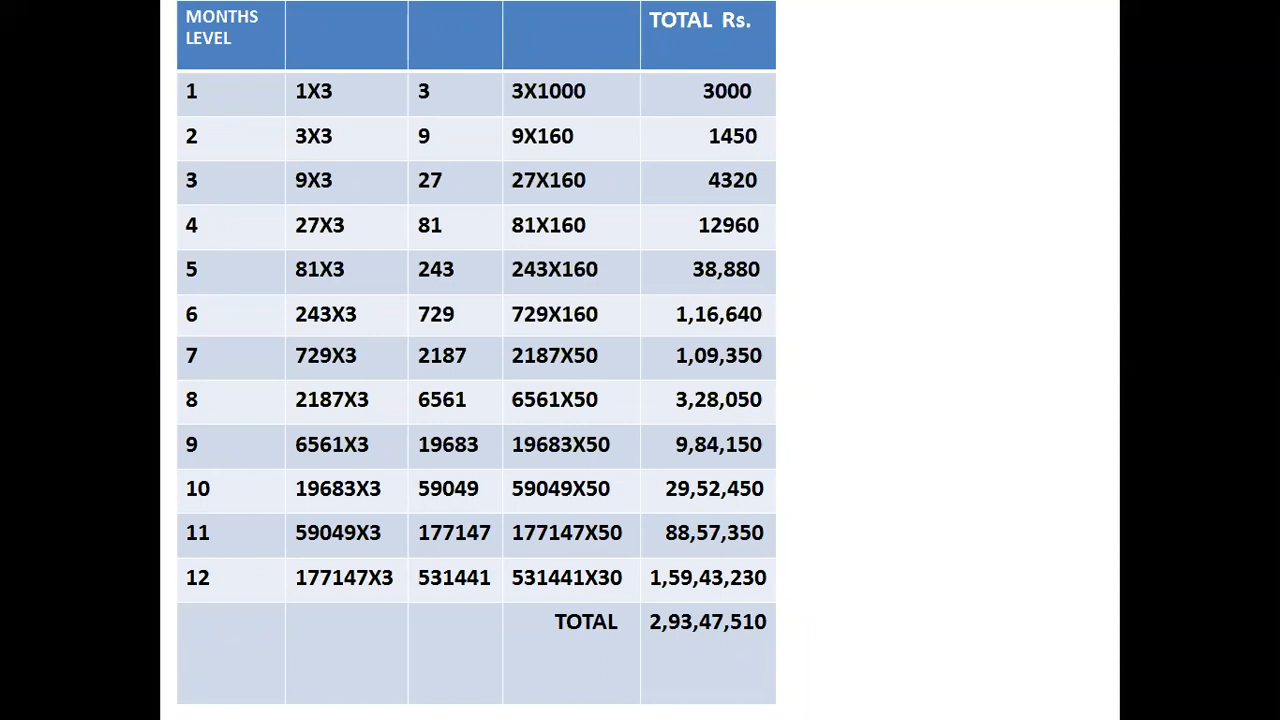 MONTHS LEVEL TOTAL Rs.
1 1X3 3 3X1000 3000
2 3X3 9 9X160 1450
3 9X3 27 27X160 4320
4 27X3 81 81X160 12960
5 81X3 243 243X160 38,880
6 243X3 729 729X160 1,16,640
7 729X3 2187 2187X50 1,09,350
8 2187X3 6561 6561X50 3,28,050
9 6561X3 19683 19683X50 9,84,150
10 19683X3 59049 59049X50 29,52,450
11 59049X3 177147 177147X50 88,57,350
12 177147X3 531441 531441X30 1,59,43,230
TOTAL 2,93,47,510